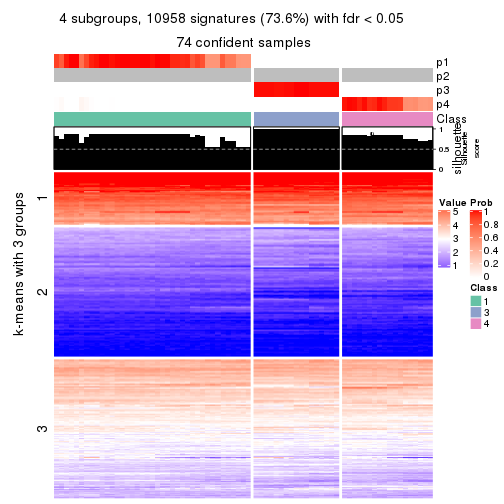 4 subgroups, 10958 signatures (73.6%) with fdr < 0.05
74 confident samples
p1
p2
p3
p4
Class
1
0.5
0
silhouette
Silhouette
score
k-means with 3 groups
1
2
3
Value
5
4
3
2
1
Prob
1
0.8
0.6
0.4
0.2
0
Class
1
3
4